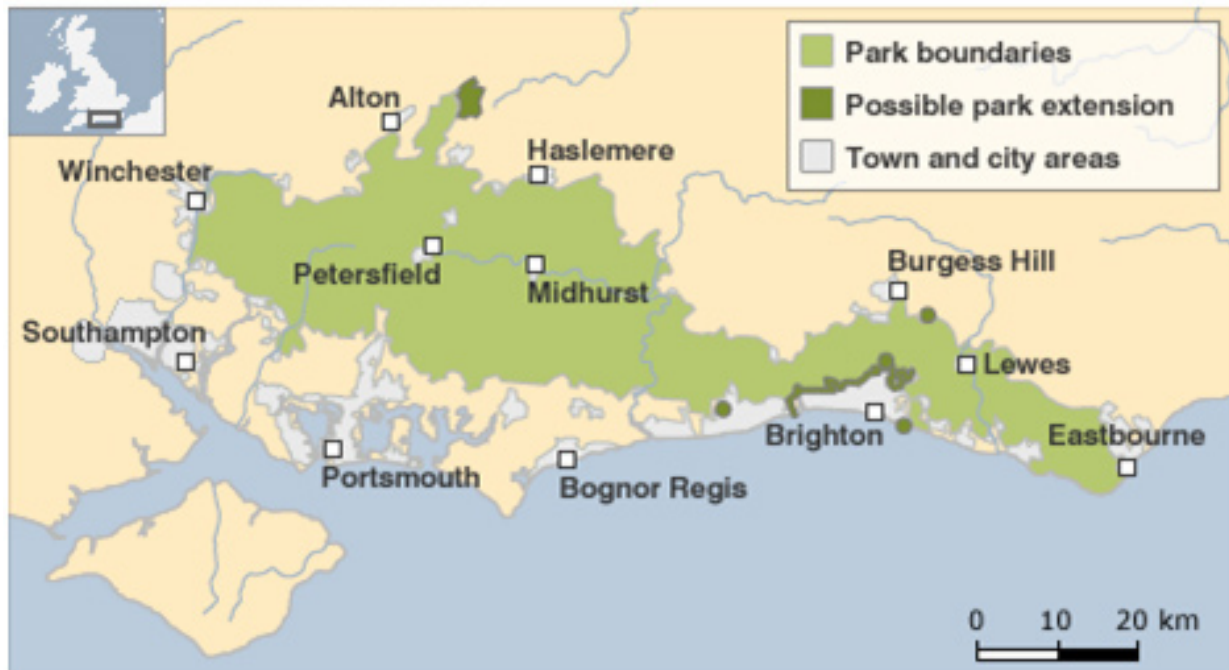 Park boundaries
Possible park extension
Town and city areas
Alton
Haslemere
Winchester
Petersfield
Midhurst
Burgess Hill
Southampton
Lewes
Brighton
Eastbourne
Portsmouth
Bognor Regis
0 10 20 km